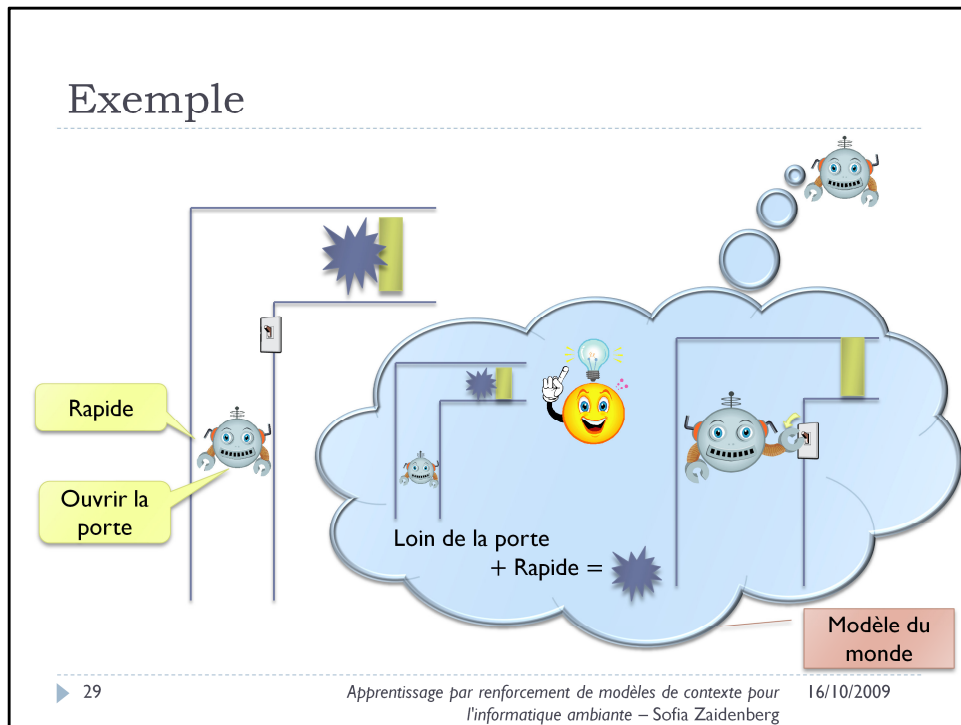 Exemple
Rapide
Ouvrir la
porte
Loin de la porte
+ Rapide =
Modèle du
monde
29
Apprentissage par renforcement de modèles de contexte pour
l'informatique ambiante – Sofia Zaidenberg
16/10/2009